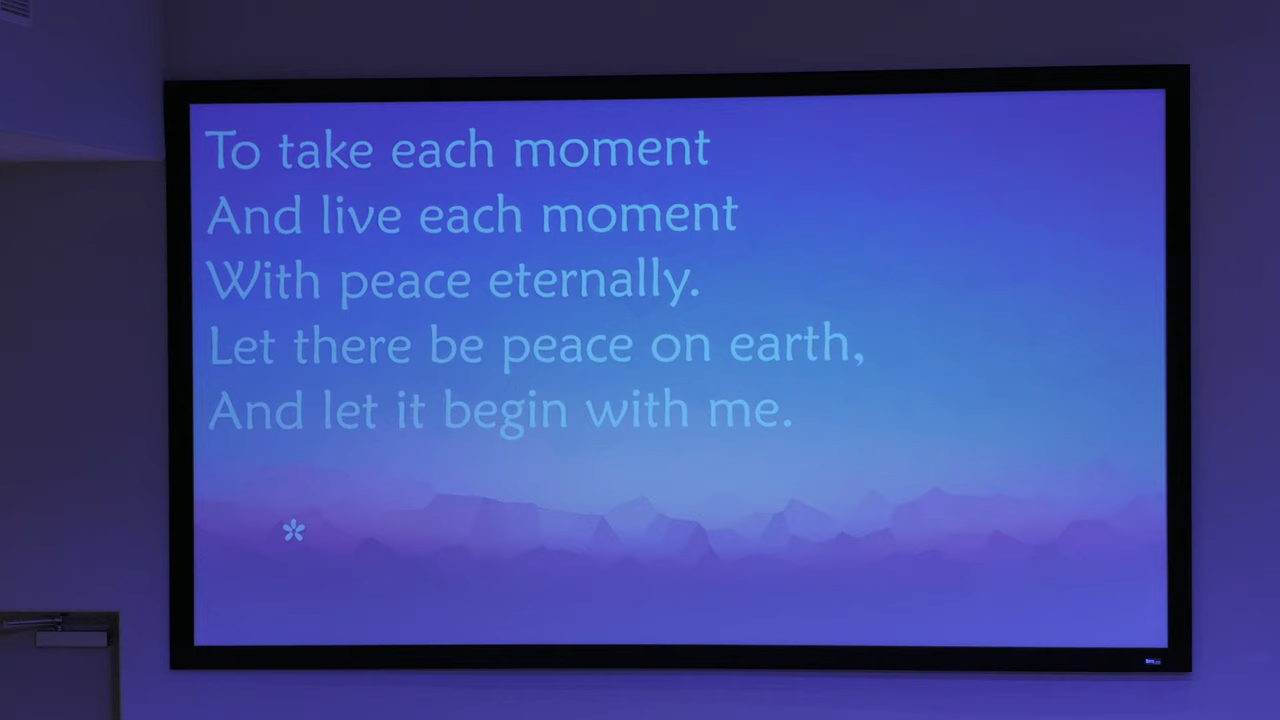 To take each moment
And live each moment
With peace eternally.
Let there be peace on earth,
And let it begin with me.
*